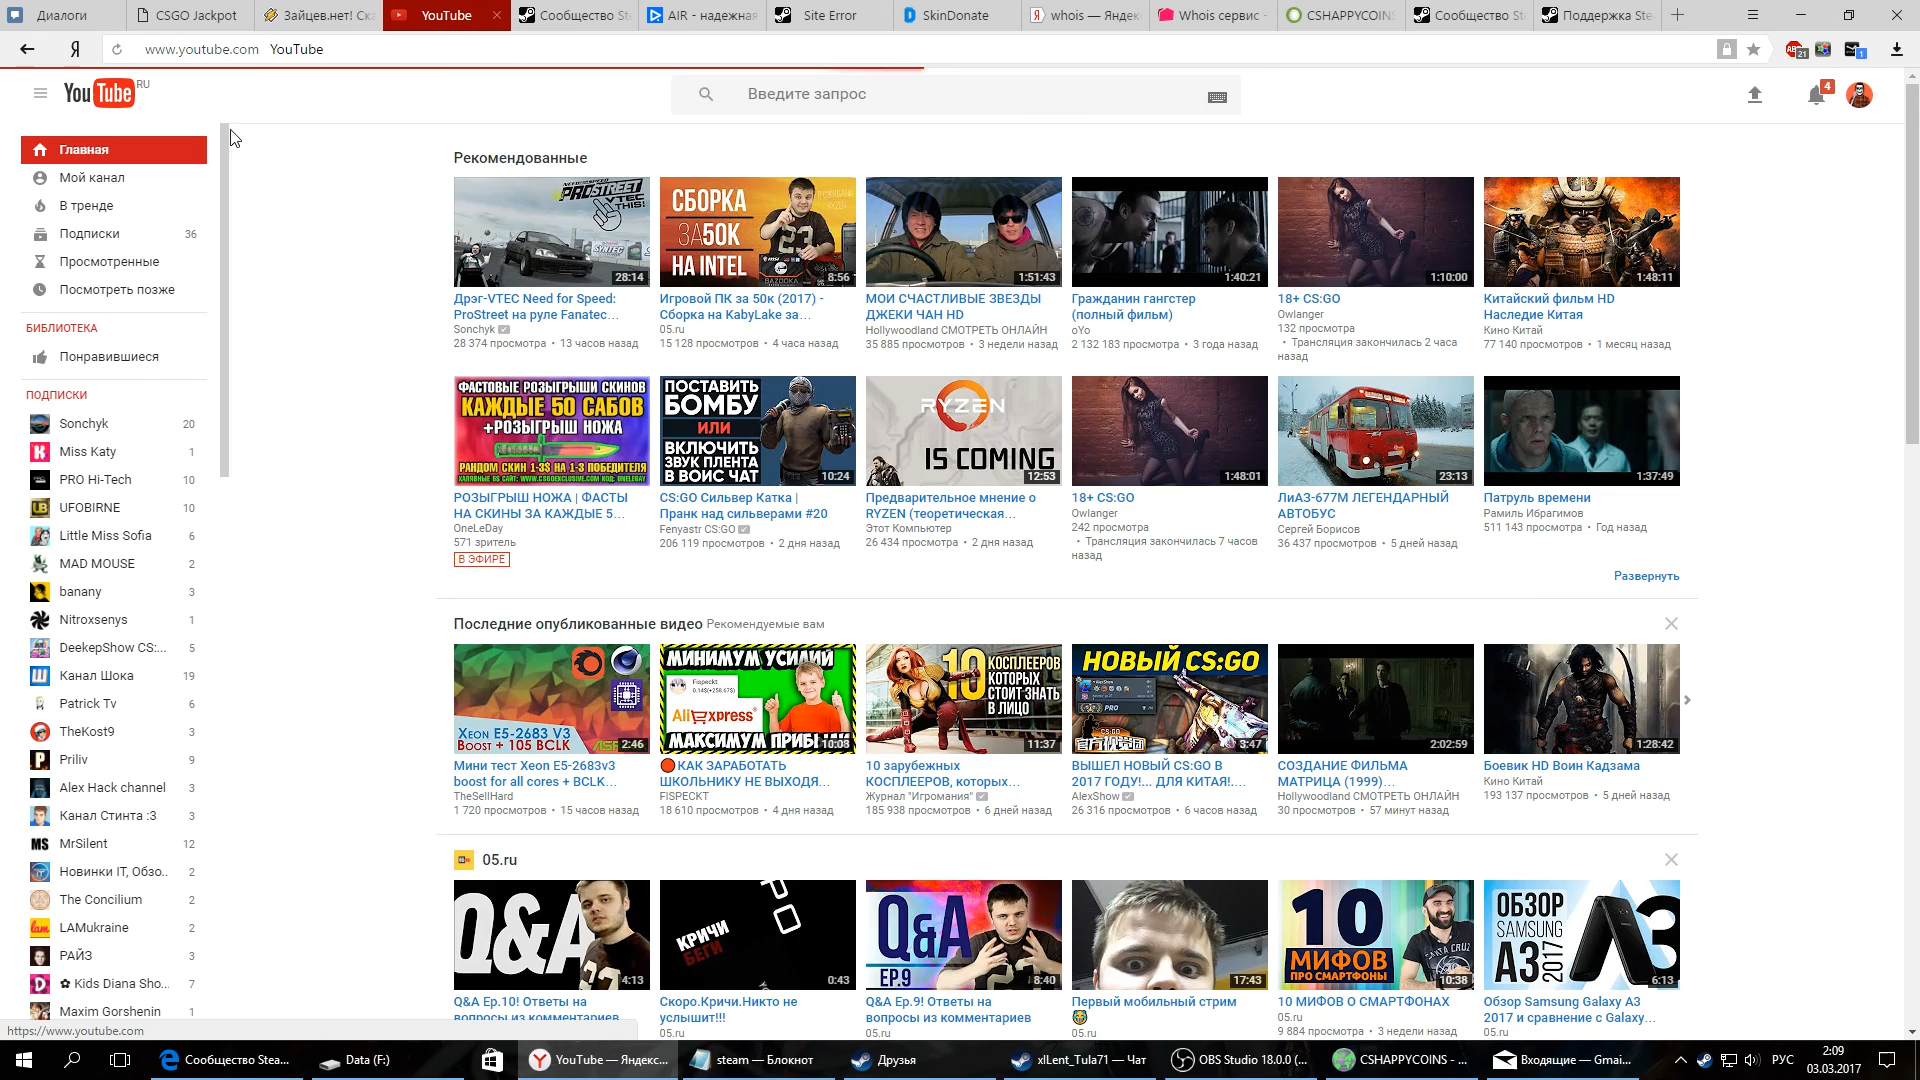 Диалоги
CSGO Jackpot
Зайцев.нет! Ска
YouTube
Сообщество Ste
AIR - надежная
Site Error
SkinDonate
whois — Яндекс
Whois сервис -
CSHAPPYCOINS
Сообщество Ste
Поддержка Ste
www.youtube.com YouTube
YouTube RU
Введите запрос
4
Главная
Мой канал
В тренде
Подписки 36
Просмотренные
Посмотреть позже
БИБЛИОТЕКА
Понравившиеся
ПОДПИСКИ
Sonchyk 20
Miss Katy 1
PRO Hi-Tech 10
UFOBIRNE 10
Little Miss Sofia 6
MAD MOUSE 2
banany 3
Nitroxsenys 1
DeekepShow CS:... 5
Канал Шока 19
Patrick Tv 6
TheKost9 3
Priliv 9
Alex Hack channel 3
Канал Стинта :3 3
MrSilent 12
Новинки IT, Обзо.. 2
The Concilium 2
LAMukraine 2
РАЙЗ 3
✿ Kids Diana Sho... 7
Maxim Gorshenin 1
https://www.youtube.com
Рекомендованные
PROSTREET
VTEC
THIS!
28:14
Дрэг-VTEC Need for Speed:
ProStreet на руле Fanatec...
Sonchyk
28 374 просмотра • 13 часов назад
СБОРКА
ЗА50К
НА INTEL
8:56
Игровой ПК за 50к (2017) -
Сборка на KabyLake за...
05.ru
15 128 просмотров • 4 часа назад
1:51:43
МОИ СЧАСТЛИВЫЕ ЗВЕЗДЫ
ДЖЕКИ ЧАН HD
Hollywoodland СМОТРЕТЬ ОНЛАЙН
35 885 просмотров • 3 недели назад
1:40:21
Гражданин гангстер
(полный фильм)
oYo
2 132 183 просмотра • 3 года назад
1:10:00
18+ CS:GO
Owlanger
132 просмотра
• Трансляция закончилась 2 часа
назад
1:48:11
Китайский фильм HD
Наследие Китая
Кино Китай
77 140 просмотров • 1 месяц назад
ФАСТОВЫЕ РОЗЫГРЫШИ СКИНОВ
КАЖДЫЕ 50 САБОВ
+РОЗЫГРЫШ НОЖА
РАНДОМ СКИН 1-3$ НА 1-3 ПОБЕДИТЕЛЯ
РОЗЫГРЫШ НОЖА | ФАСТЫ
НА СКИНЫ ЗА КАЖДЫЕ 5...
OneLeDay
571 зритель
В ЭФИРЕ
ПОСТАВИТЬ
БОМБУ
ИЛИ
ВКЛЮЧИТЬ
ЗВУК ПЛЕНТА
В ВОИС ЧАТ
10:24
CS:GO Сильвер Катка |
Пранк над сильверами #20
Fenyastr CS:GO
206 119 просмотров • 2 дня назад
RYZEN
IS COMING
12:53
Предварительное мнение о
RYZEN (теоретическая...
Этот Компьютер
26 434 просмотра • 2 дня назад
1:48:01
18+ CS:GO
Owlanger
242 просмотра
• Трансляция закончилась 7 часов
назад
23:13
ЛиАЗ-677М ЛЕГЕНДАРНЫЙ
АВТОБУС
Сергей Борисов
36 437 просмотров • 5 дней назад
1:37:49
Патруль времени
Рамиль Ибрагимов
511 143 просмотра • Год назад
Развернуть
Последние опубликованные видео Рекомендуемые вам
XEON E5-2683 V3
BOOST + 105 BCLK
2:46
Мини тест Xeon E5-2683v3
boost for all cores + BCLK...
TheSellHard
1 720 просмотров • 15 часов назад
МИНИМУМ УСИЛИЙ
Fispeckt
AliExpress
МАКСИМУМ ПРИБЫЛИ
10:08
КАК ЗАРАБОТАТЬ
ШКОЛЬНИКУ НЕ ВЫХОДЯ...
FISPECKT
18 610 просмотров • 4 дня назад
10 КОСПЛЕЕРОВ
КОТОРЫХ
СТОИТ ЗНАТЬ
В ЛИЦО
11:37
10 зарубежных
КОСПЛЕЕРОВ, которых...
Журнал "Игромания"
185 938 просмотров • 6 дней назад
НОВЫЙ CS:GO
PRO
3:47
ВЫШЕЛ НОВЫЙ CS:GO В
2017 ГОДУ!... ДЛЯ КИТАЯ!...
AlexShow
26 316 просмотров • 6 часов назад
2:02:59
СОЗДАНИЕ ФИЛЬМА
МАТРИЦА (1999)...
Hollywoodland СМОТРЕТЬ ОНЛАЙН
30 просмотров • 57 минут назад
1:28:42
Боевик HD Воин Кадзама
Кино Китай
193 137 просмотров • 5 дней назад
05.ru
Q&A
4:13
Q&A Ep.10! Ответы на
вопросы из комментариев
КРИЧИ
БЕГИ
0:43
Скоро.Кричи.Никто не
услышит!!!
05.ru
Q&A
EP.9
8:40
Q&A Ep.9! Ответы на
вопросы из комментариев
05.ru
17:43
Первый мобильный стрим
05.ru
10
МИФОВ
ПРО СМАРТФОНЫ
10:38
10 МИФОВ О СМАРТФОНАХ
05.ru
9 884 просмотра • 3 недели назад
ОБЗОР
SAMSUNG
A3 2017
6:13
Обзор Samsung Galaxy A3
2017 и сравнение с Galaxy...
05.ru
Сообщество Stea...
Data (F:)
YouTube — Яндекс...
steam — Блокнот
Друзья
xlLent_Tula71 — Чат
OBS Studio 18.0.0 (...
CSHAPPYCOINS - ...
Входящие — Gmai...
РУС
2:09
03.03.2017